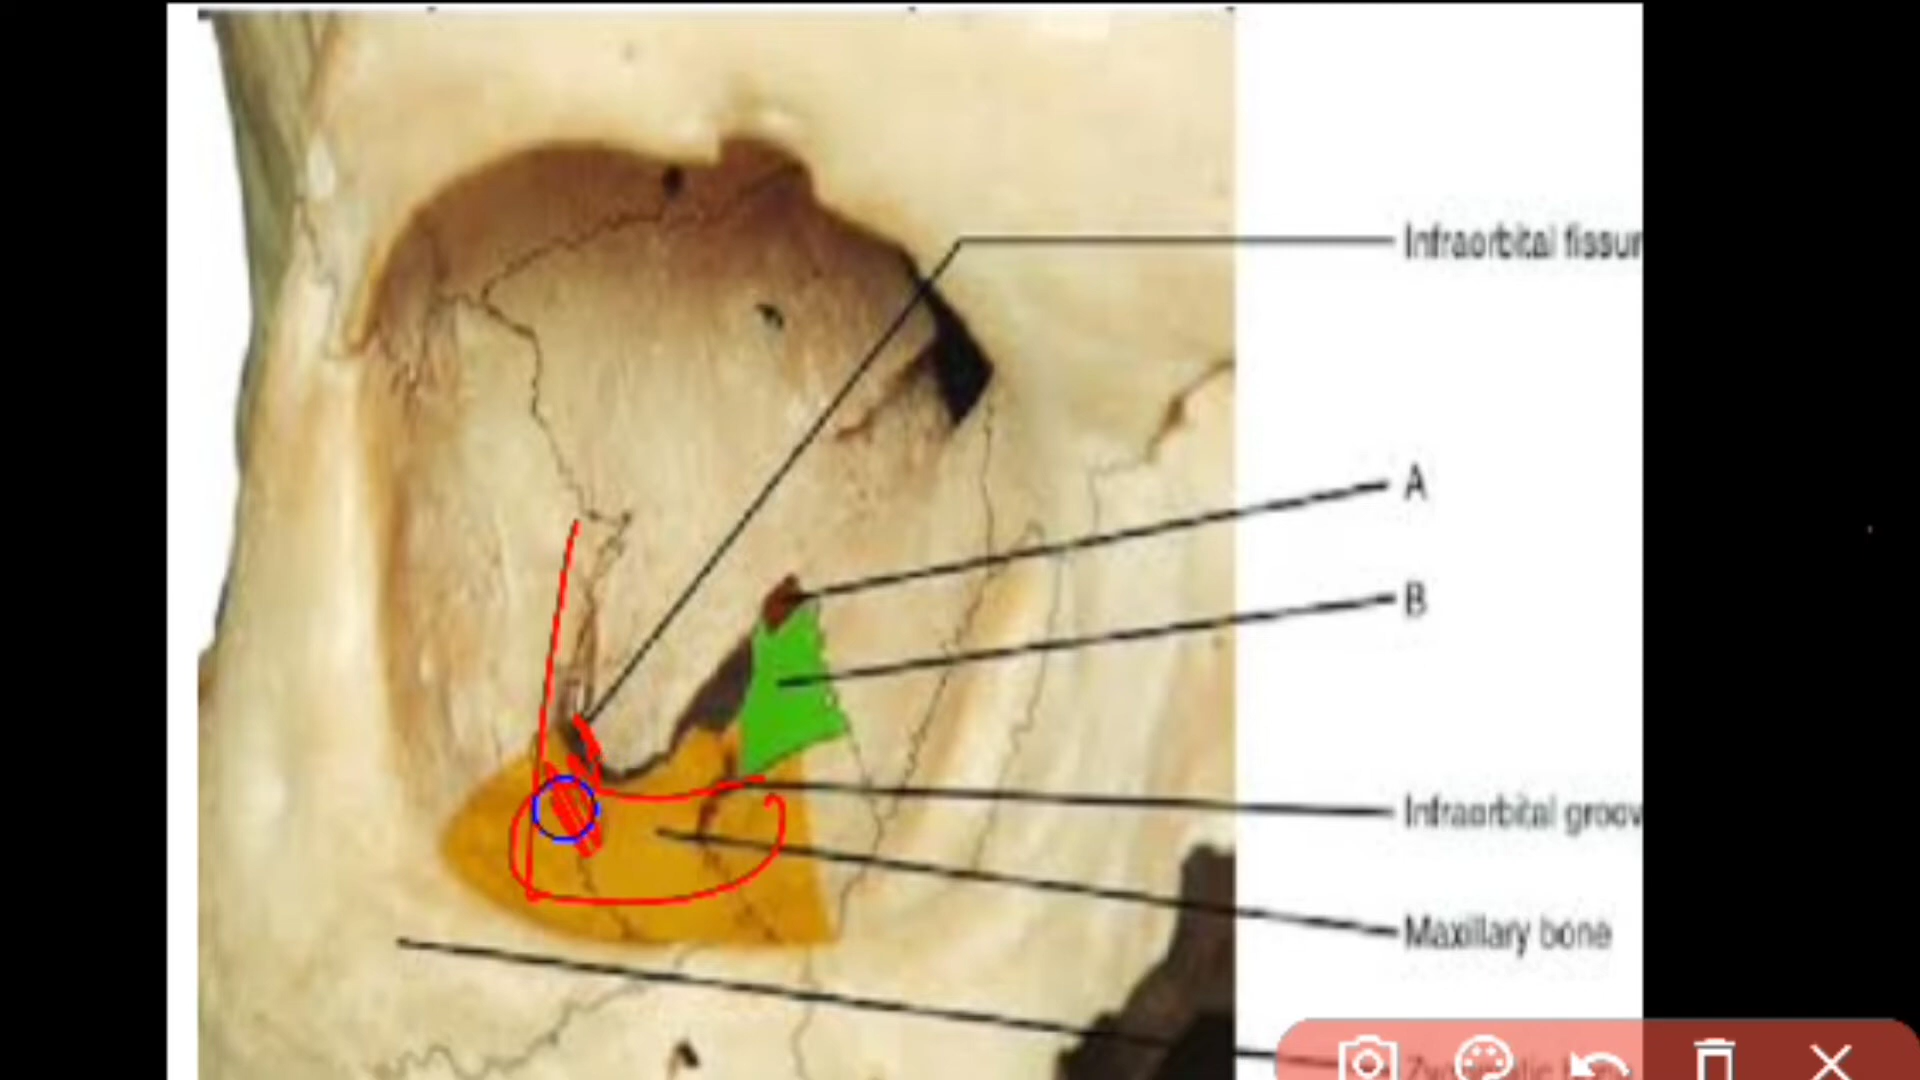 Infraorbital fissur
A
B
Infraorbital groov
Maxillary bone